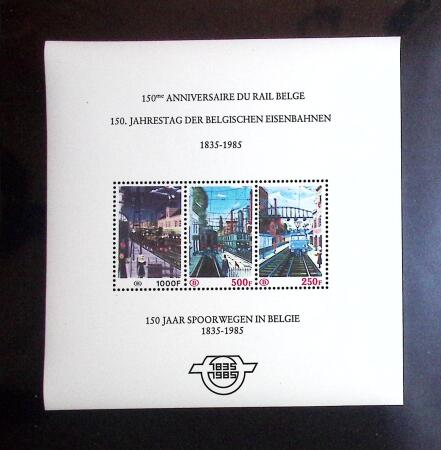 150me ANNIVERSAIRE DU RAIL BELGE
150. JAHRESTAG DER BELGISCHEN EISENBAHNEN
1835-1985
1000F
B 500F
B 250F
150 JAAR SPOORWEGEN IN BELGIE
1835-1985
1835
1985